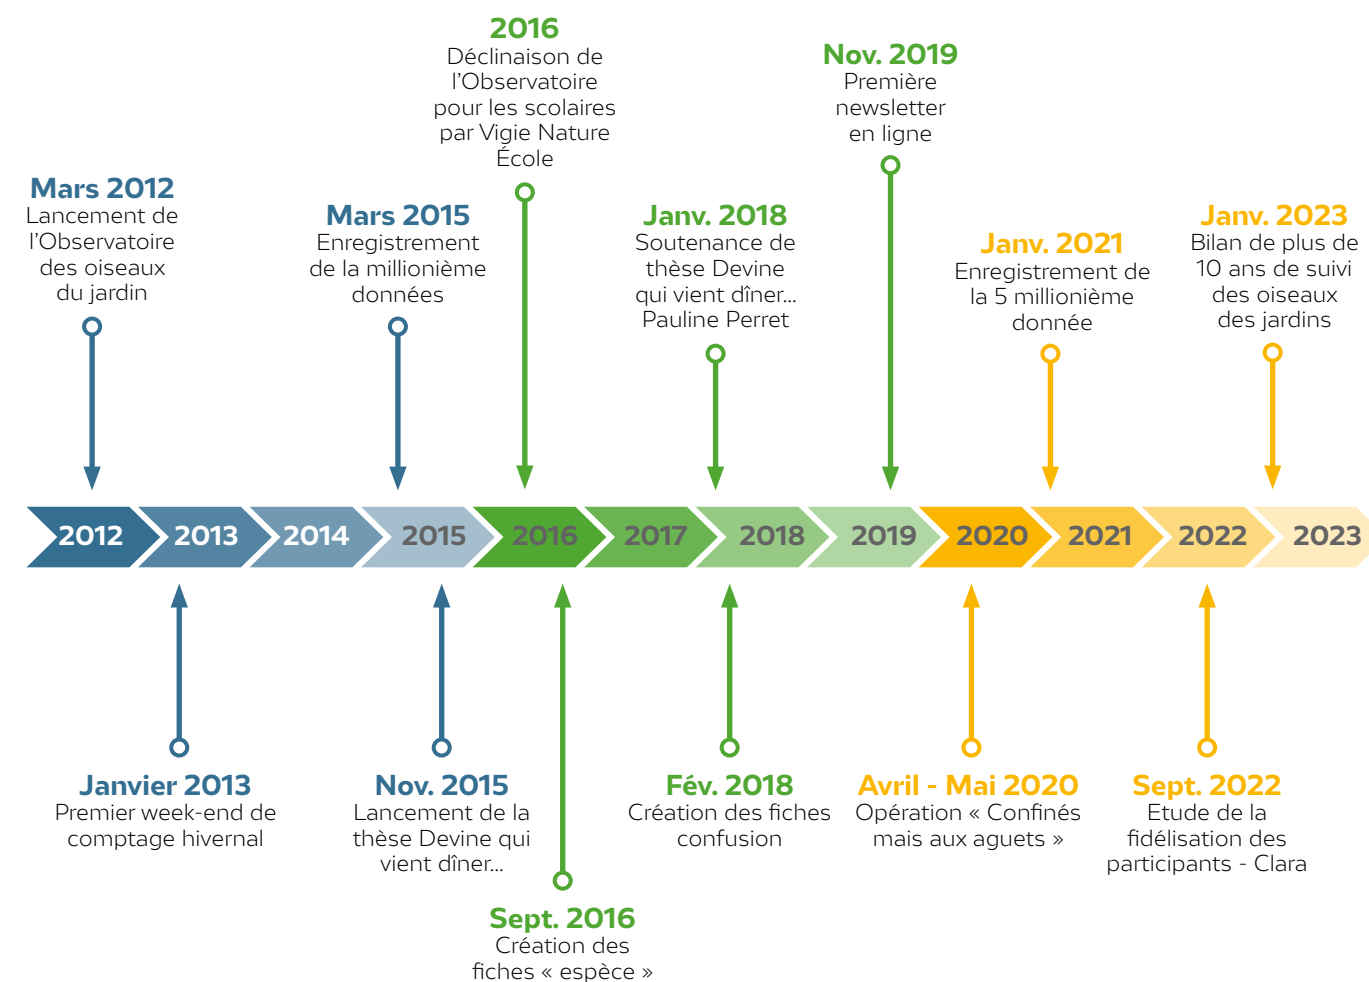 2016
Déclinaison de
l'Observatoire
pour les scolaires
par Vigie Nature
École
Nov. 2019
Première
newsletter
en ligne
Mars 2012
Lancement de
l'Observatoire
des oiseaux
du jardin
Mars 2015
Enregistrement
de la millionième
données
Janv. 2018
Soutenance de
thèse Devine
qui vient dîner...
Pauline Perret
Janv. 2021
Enregistrement de
la 5 millionième
donnée
Janv. 2023
Bilan de plus de
10 ans de suivi
des oiseaux
des jardins
2012 2013 2014 2015 2016 2017 2018 2019 2020 2021 2022 2023
Janvier 2013
Premier week-end de
comptage hivernal
Nov. 2015
Lancement de la
thèse Devine qui
vient dîner...
Sept. 2016
Création des
fiches « espèce »
Fév. 2018
Création des fiches
confusion
Avril - Mai 2020
Opération « Confinés
mais aux aguets »
Sept. 2022
Etude de la
fidélisation des
participants - Clara